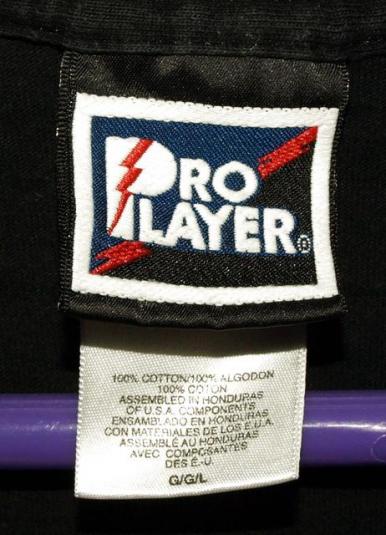 PRO
PLAYER®
100% COTTON/100% ALGODON
100% COTON
ASSEMBLED IN HONDURAS
OF U.S.A. COMPONENTS
ENSAMBLADO EN HONDURAS
CON MATERIALES DE LOS E.U.A.
ASSEMBLÉ AU HONDURAS
AVEC COMPOSANTES
DES É.-U.
G/G/L